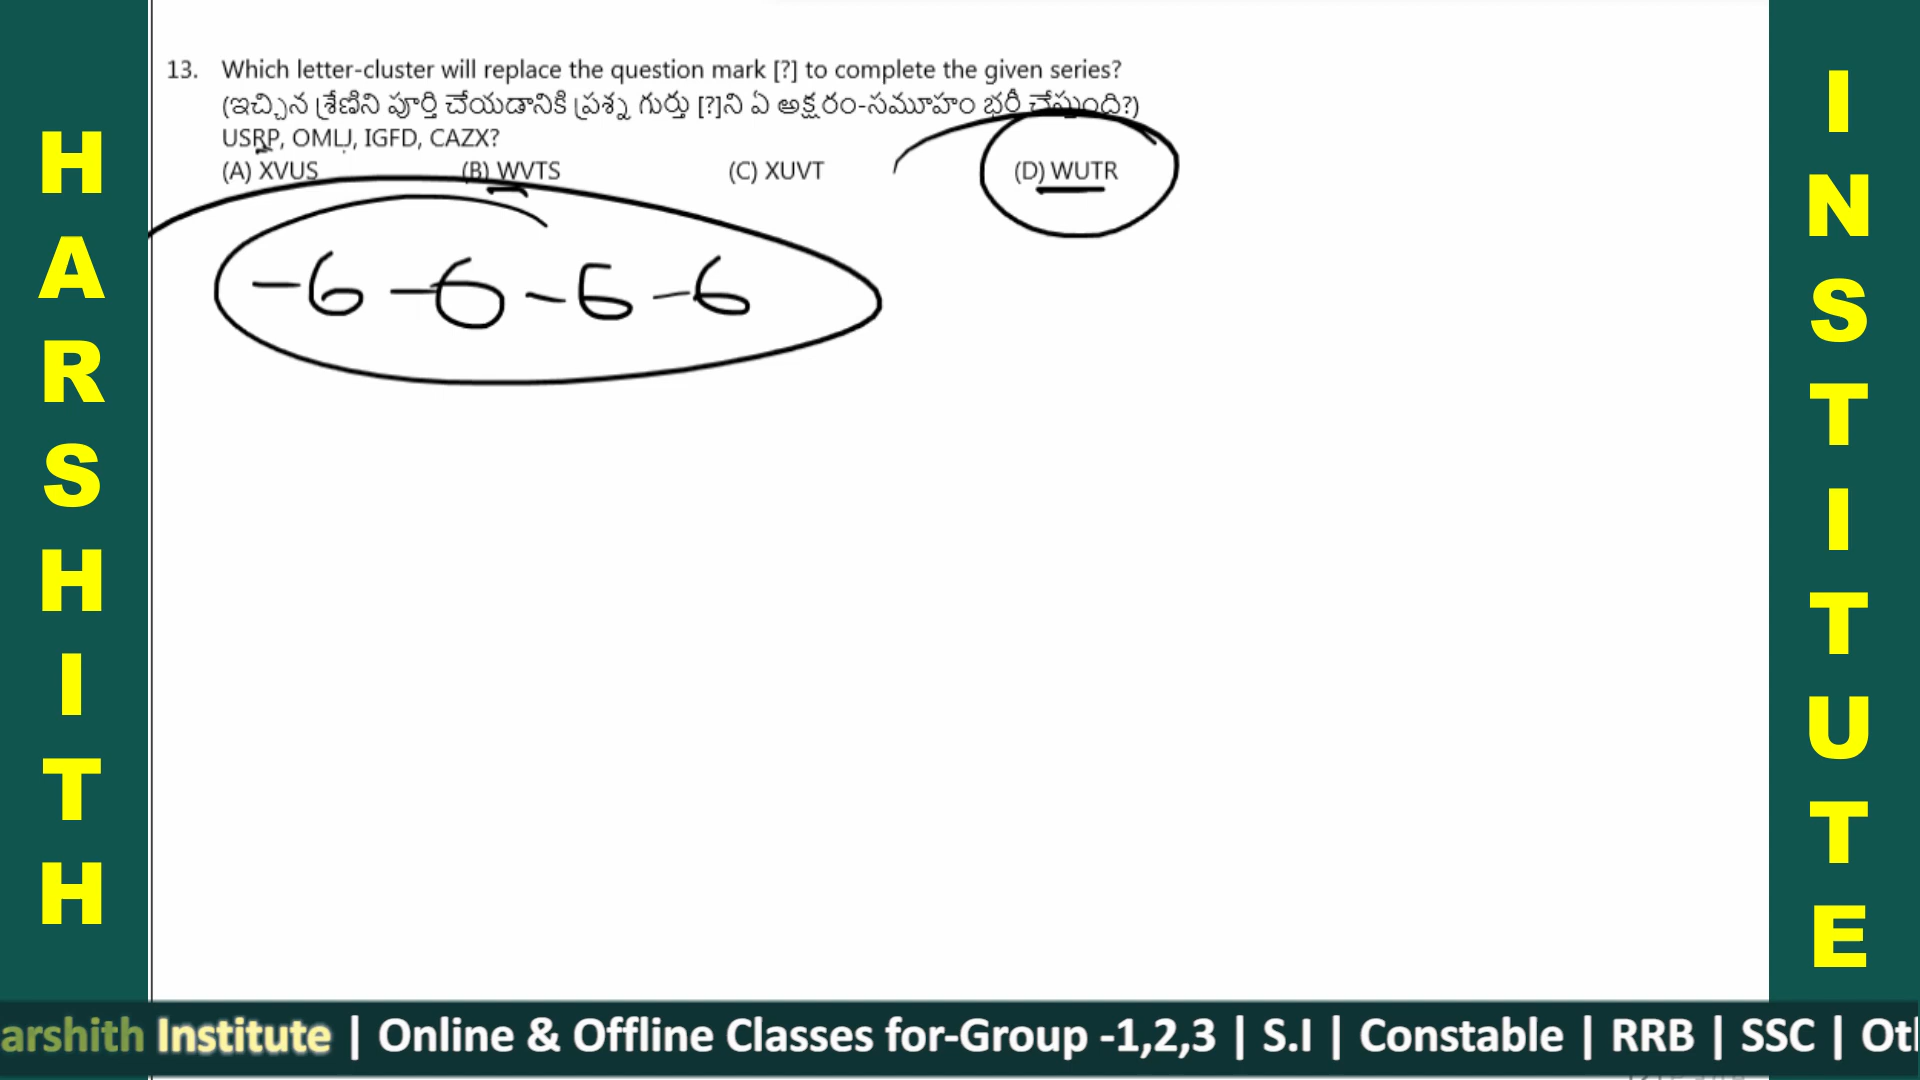 HARSHITH
13. Which letter-cluster will replace the question mark [?] to complete the given series?
(ఇచ్చిన శ్రేణిని పూర్తి చేయడానికి ప్రశ్న గుర్తు [?]ని ఏ అక్షరం-సమూహం భర్తీ చేస్తుంది?)
USRP, OMLJ, IGFD, CAZX?
(A) XVUS (B) WVTS (C) XUVT (D) WUTR
-6 -6 -6 -6
INSTITUTE
arshith Institute | Online & Offline Classes for-Group -1,2,3 | S.I | Constable | RRB | SSC | Otl